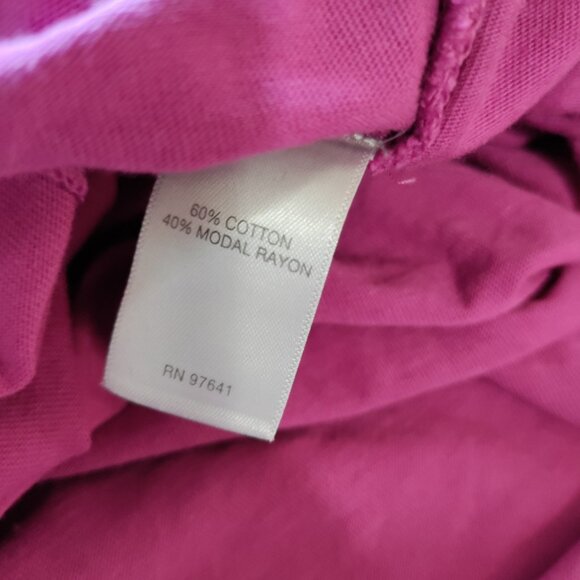 60% COTTON
40% MODAL RAYON
RN 97641